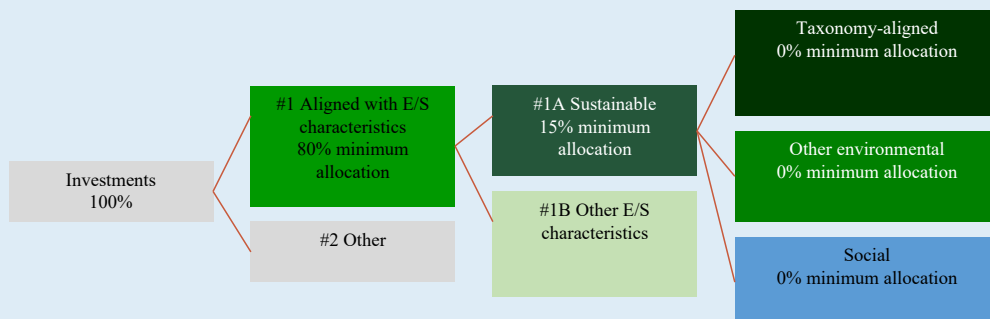 Investments
100%
#1 Aligned with E/S
characteristics
80% minimum
allocation
#2 Other
#1A Sustainable
15% minimum
allocation
#1B Other E/S
characteristics
Taxonomy-aligned
0% minimum allocation
Other environmental
0% minimum allocation
Social
0% minimum allocation